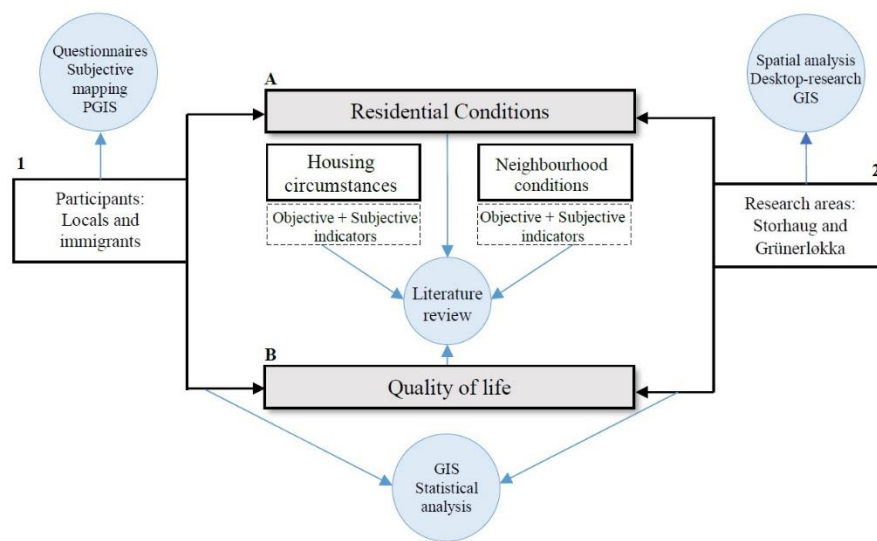 Questionnaires
Subjective
mapping
PGIS
Spatial analysis
Desktop-research
GIS
A
Residential Conditions
1
Participants:
Locals and
immigrants
Housing
circumstances
Objective + Subjective
indicators
Neighbourhood
conditions
Objective + Subjective
indicators
2
Research areas:
Storhaug and
Grünerløkka
Literature
review
B
Quality of life
GIS
Statistical
analysis